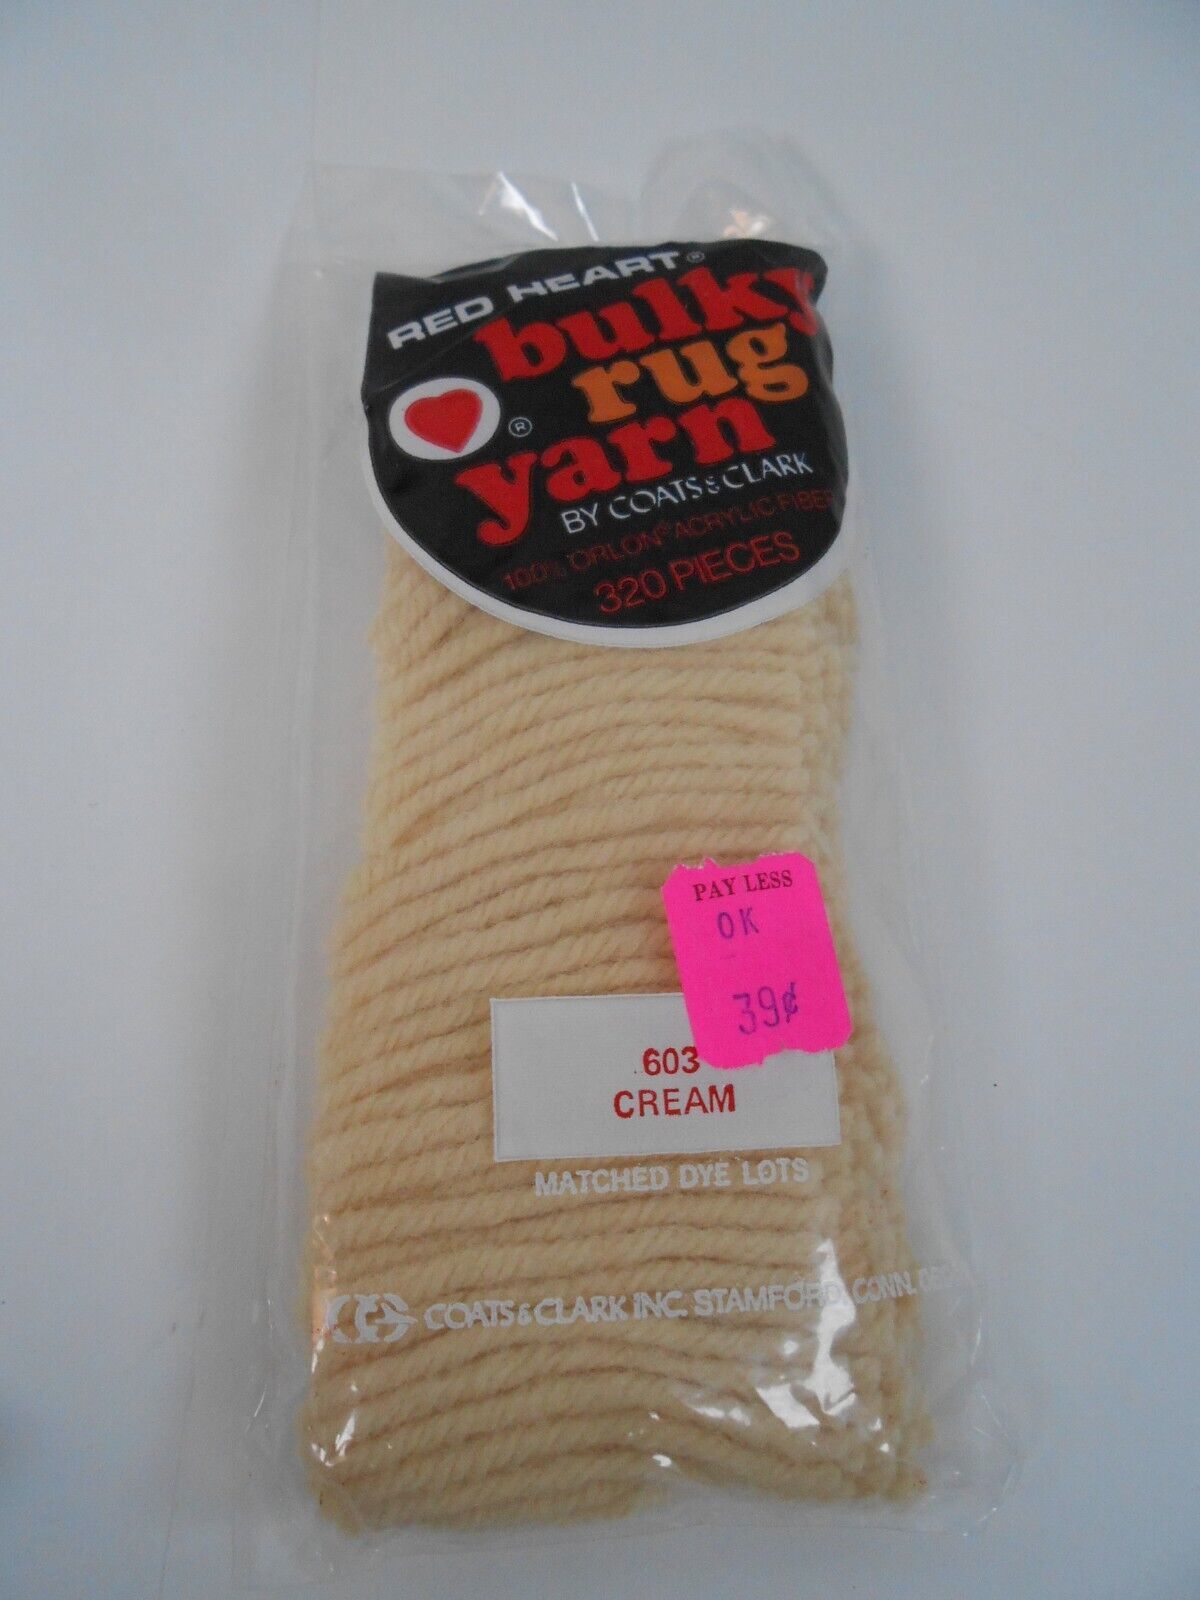 RED HEART®
bulky
rug
®
yarn
BY COATS & CLARK
100% ORLON® ACRYLIC FIBER
320 PIECES
PAY LESS
OK
39¢
603
CREAM
MATCHED DYE LOTS
COATS & CLARK INC. STAMFORD, CONN.